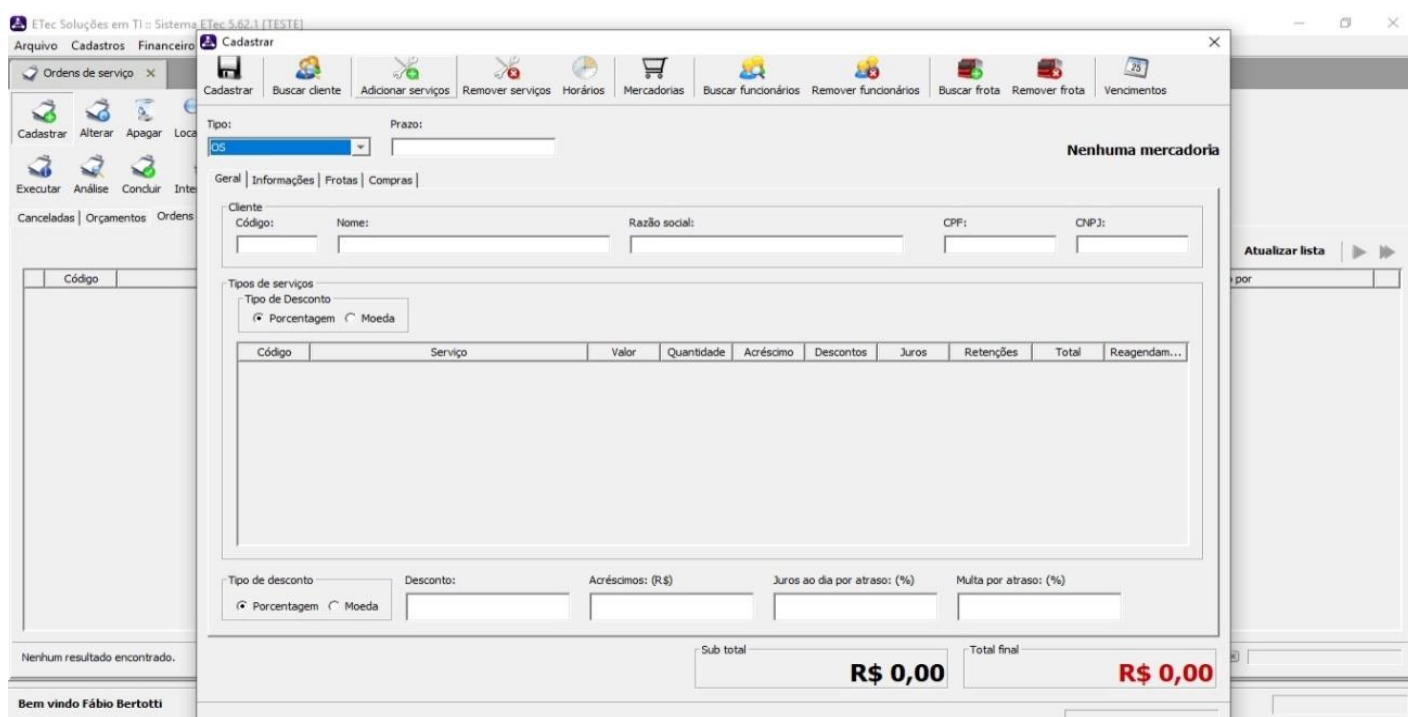 ETec Soluções em TI :: Sistema ETec 5.62.1 [TESTE]
Arquivo Cadastros Financeiro
Cadastrar
Ordens de serviço
Cadastrar Buscar cliente Adicionar serviços Remover serviços Horários Mercadorias Buscar funcionários Remover funcionários Buscar frota Remover frota Vencimentos
Cadastrar Alterar Apagar
Tipo: Prazo:
OS
Nenhuma mercadoria
Executar Análise Concluir
Geral Informações Frotas Compras
Canceladas Orçamentos Ordens
Cliente
Código: Nome: Razão social: CPF: CNPJ:
Atualizar lista
Código
por
Tipos de serviços
Tipo de Desconto
Porcentagem Moeda
Código Serviço Valor Quantidade Acréscimo Descontos Juros Retenções Total Reagendam...
Tipo de desconto Desconto: Acréscimos: (R$) Juros ao dia por atraso: (%) Multa por atraso: (%)
Porcentagem Moeda
Nenhum resultado encontrado.
Sub total Total final
R$ 0,00 R$ 0,00
Bem vindo Fábio Bertotti